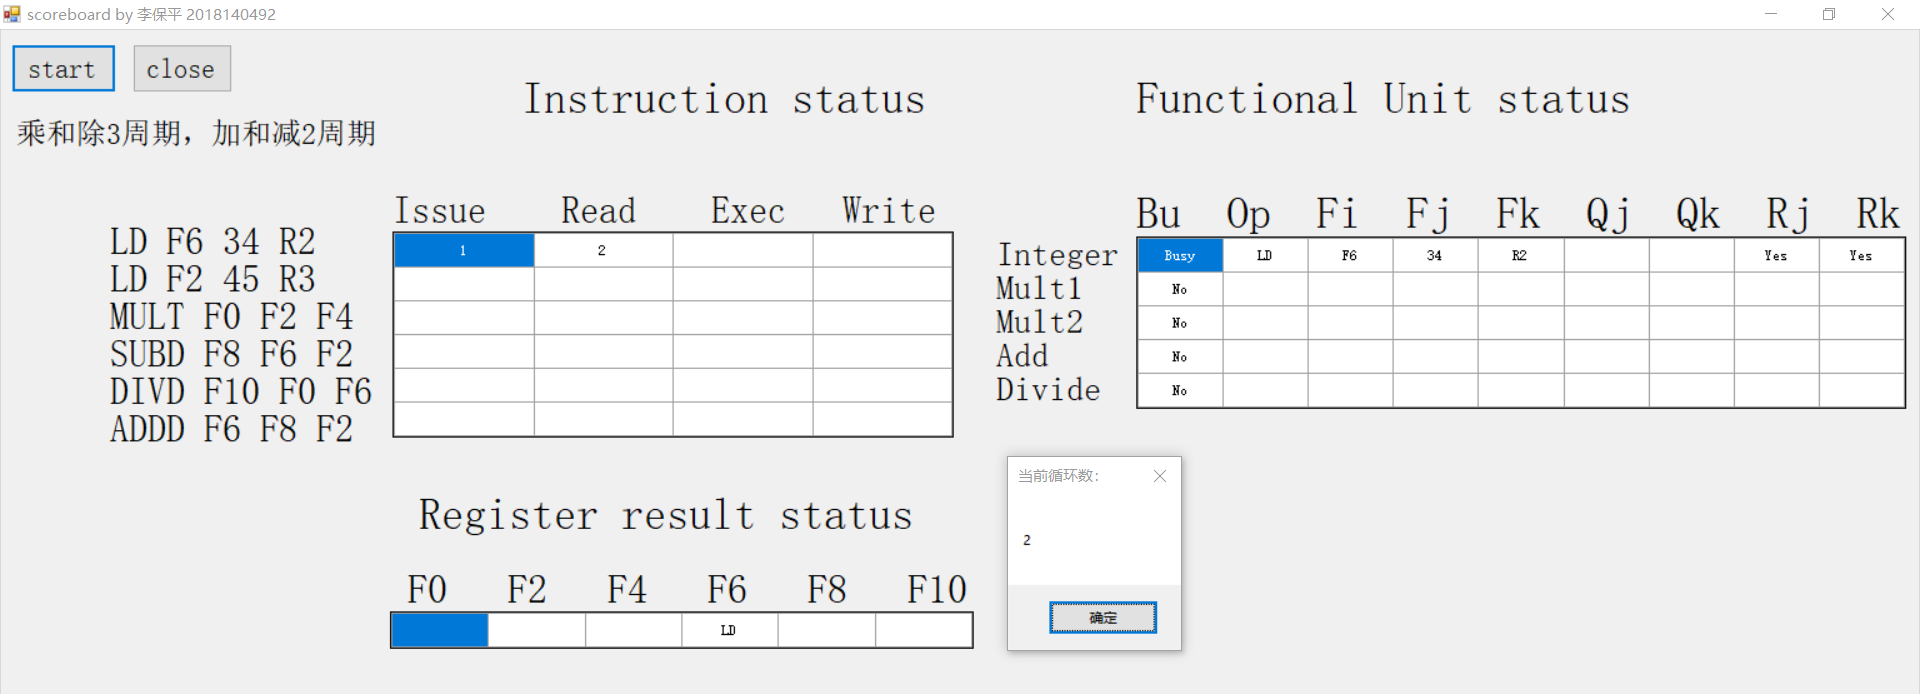 scoreboard by 李保平 2018140492
start close
乘和除3周期，加和减2周期
Instruction status
Issue Read Exec Write
LD F6 34 R2 1 2
LD F2 45 R3
MULT F0 F2 F4
SUBD F8 F6 F2
DIVD F10 F0 F6
ADDD F6 F8 F2
Functional Unit status
Bu Op Fi Fj Fk Qj Qk Rj Rk
Integer Busy LD F6 34 R2 Yes Yes
Mult1 No
Mult2 No
Add No
Divide No
Register result status
F0 F2 F4 F6 F8 F10
LD
当前循环数：
2
确定